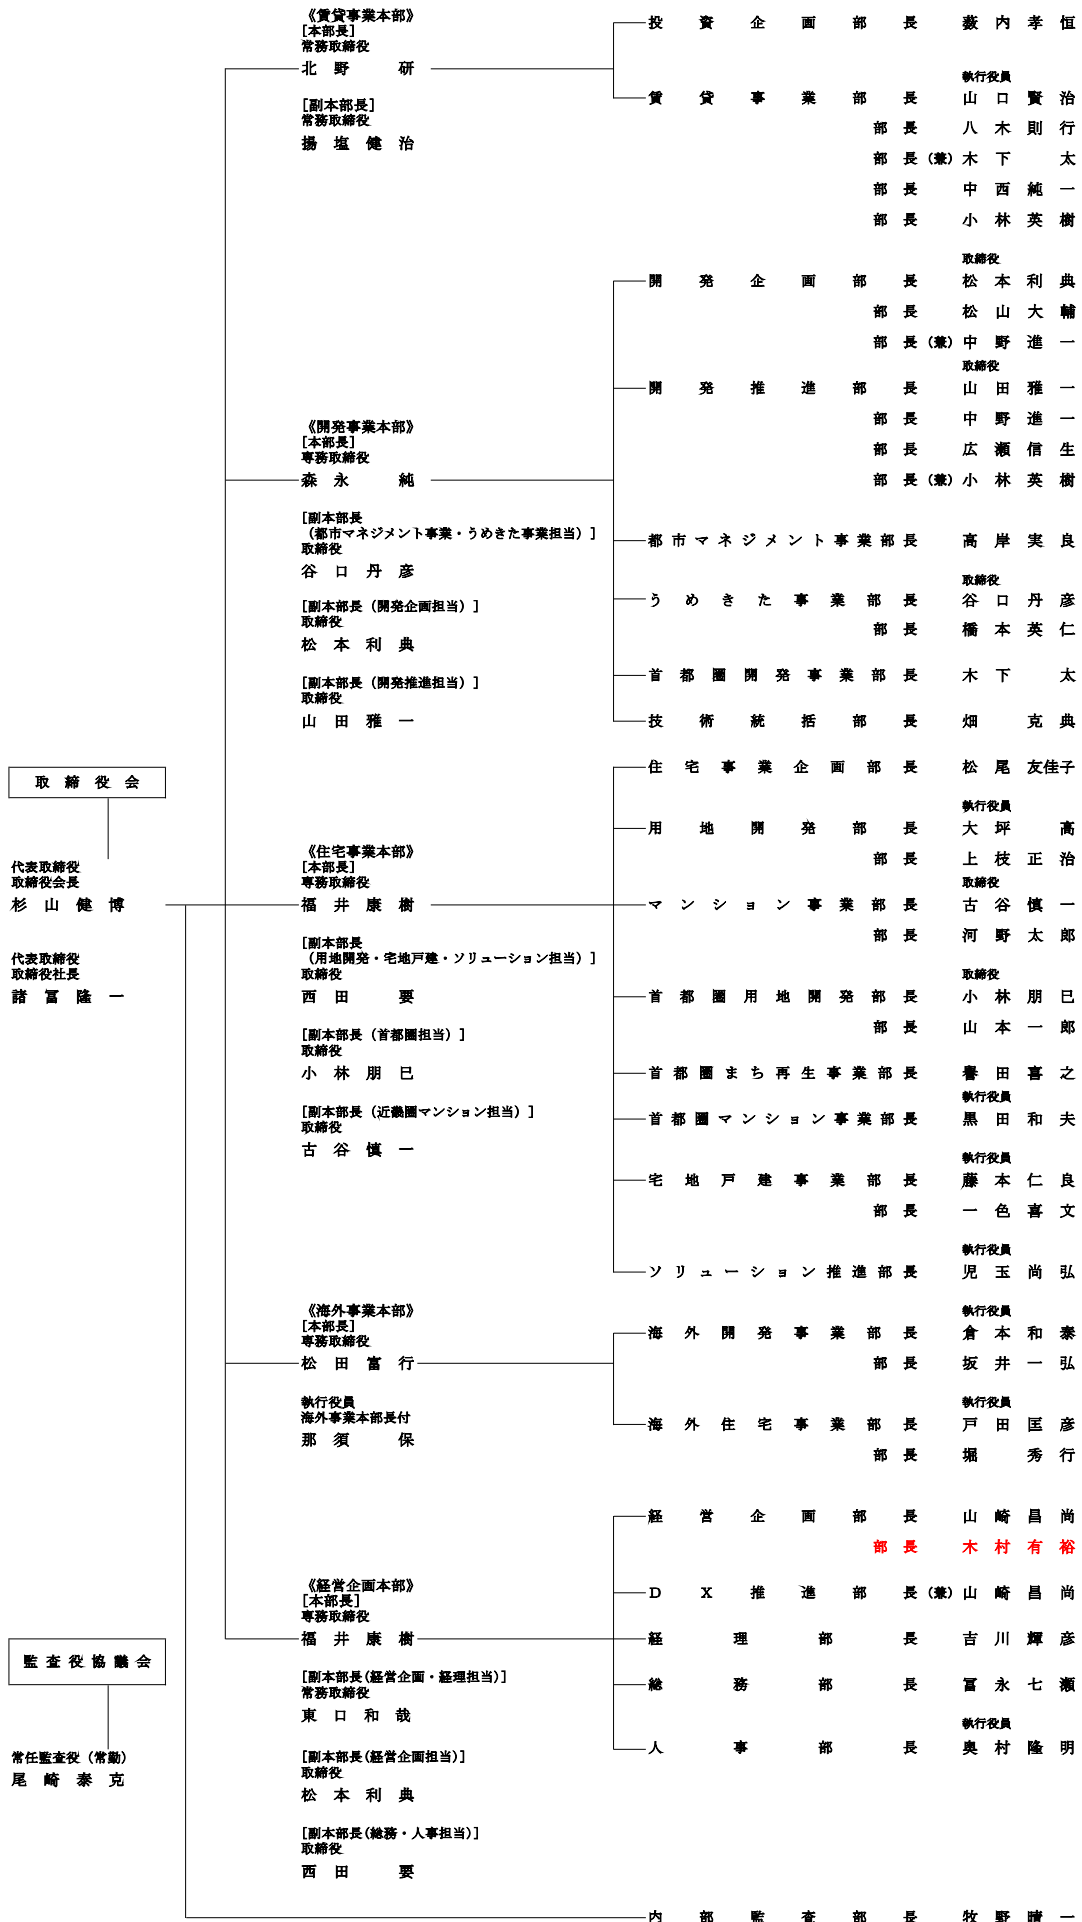 取締役会
代表取締役
取締役会長
杉山健博
代表取締役
取締役社長
諸冨隆一
監査役協議会
常任監査役（常勤）
尾崎泰克
《賃貸事業本部》
[本部長]
常務取締役
北野 研
[副本部長]
常務取締役
揚塩健治
投資企画部長 薮内孝恒
執行役員
賃貸事業部長 山口賢治
部長 八木則行
部長(兼) 木下 太
部長 中西純一
部長 小林英樹
《開発事業本部》
[本部長]
専務取締役
森永 純
[副本部長
（都市マネジメント事業・うめきた事業担当）]
取締役
谷口丹彦
[副本部長（開発企画担当）]
取締役
松本利典
[副本部長（開発推進担当）]
取締役
山田雅一
取締役
開発企画部長 松本利典
部長 松山大輔
部長(兼) 中野進一
取締役
開発推進部長 山田雅一
部長 中野進一
部長 広瀬信生
部長(兼) 小林英樹
都市マネジメント事業部長 高岸実良
取締役
うめきた事業部長 谷口丹彦
部長 橋本英仁
首都圏開発事業部長 木下 太
技術統括部長 畑 克典
《住宅事業本部》
[本部長]
専務取締役
福井康樹
[副本部長
（用地開発・宅地戸建・ソリューション担当）]
取締役
西田 要
[副本部長（首都圏担当）]
取締役
小林朋巳
[副本部長（近畿圏マンション担当）]
取締役
古谷慎一
住宅事業企画部長 松尾友佳子
執行役員
用地開発部長 大坪 高
部長 上枝正治
取締役
マンション事業部長 古谷慎一
部長 河野太郎
取締役
首都圏用地開発部長 小林朋巳
部長 山本一郎
首都圏まち再生事業部長 譽田喜之
執行役員
首都圏マンション事業部長 黒田和夫
執行役員
宅地戸建事業部長 藤本仁良
部長 一色喜文
執行役員
ソリューション推進部長 児玉尚弘
《海外事業本部》
[本部長]
専務取締役
松田富行
執行役員
海外事業本部長付
那須 保
執行役員
海外開発事業部長 倉本和泰
部長 坂井一弘
執行役員
海外住宅事業部長 戸田匡彦
部長 堀 秀行
《経営企画本部》
[本部長]
専務取締役
福井康樹
[副本部長(経営企画・経理担当)]
常務取締役
東口和哉
[副本部長(経営企画担当)]
取締役
松本利典
[副本部長(総務・人事担当)]
取締役
西田 要
経営企画部長 山崎昌尚
部長 木村有裕
DX推進部長(兼) 山崎昌尚
経理部長 吉川輝彦
総務部長 冨永七瀬
執行役員
人事部長 奥村隆明
内部監査部長 牧野晴一